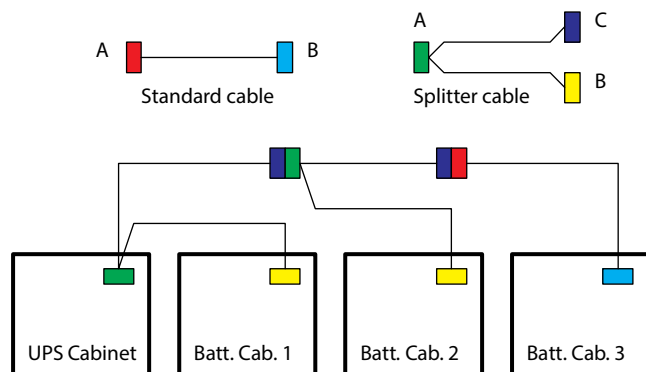 A
B
Standard cable
A
C
B
Splitter cable
UPS Cabinet
Batt. Cab. 1
Batt. Cab. 2
Batt. Cab. 3